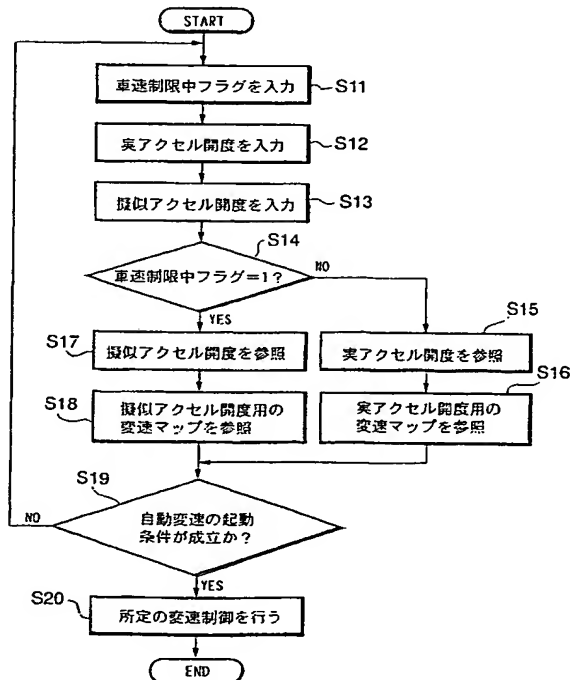 START
車速制限中フラグを入力
S11
実アクセル開度を入力
S12
擬似アクセル開度を入力
S13
S14
車速制限中フラグ=1?
NO
YES
S15
S17
擬似アクセル開度を参照
実アクセル開度を参照
S16
S18
擬似アクセル開度用の
変速マップを参照
実アクセル開度用の
変速マップを参照
S19
自動変速の起動
条件が成立か?
NO
YES
S20
所定の変速制御を行う
END